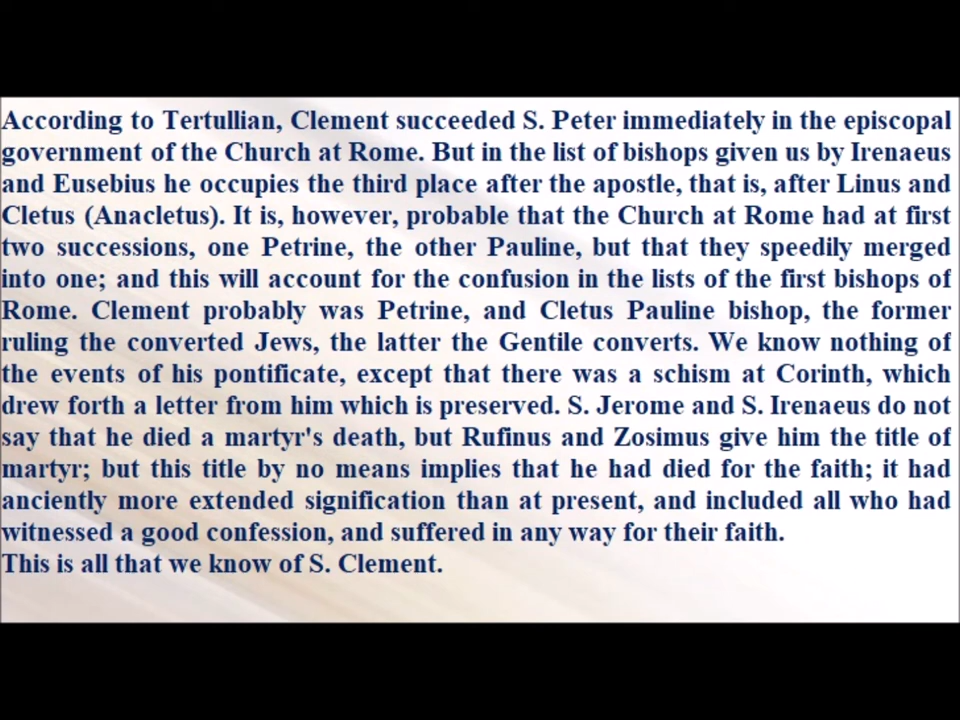 According to Tertullian, Clement succeeded S. Peter immediately in the episcopal
government of the Church at Rome. But in the list of bishops given us by Irenaeus
and Eusebius he occupies the third place after the apostle, that is, after Linus and
Cletus (Anacletus). It is, however, probable that the Church at Rome had at first
two successions, one Petrine, the other Pauline, but that they speedily merged
into one; and this will account for the confusion in the lists of the first bishops of
Rome. Clement probably was Petrine, and Cletus Pauline bishop, the former
ruling the converted Jews, the latter the Gentile converts. We know nothing of
the events of his pontificate, except that there was a schism at Corinth, which
drew forth a letter from him which is preserved. S. Jerome and S. Irenaeus do not
say that he died a martyr's death, but Rufinus and Zosimus give him the title of
martyr; but this title by no means implies that he had died for the faith; it had
anciently more extended signification than at present, and included all who had
witnessed a good confession, and suffered in any way for their faith.
This is all that we know of S. Clement.